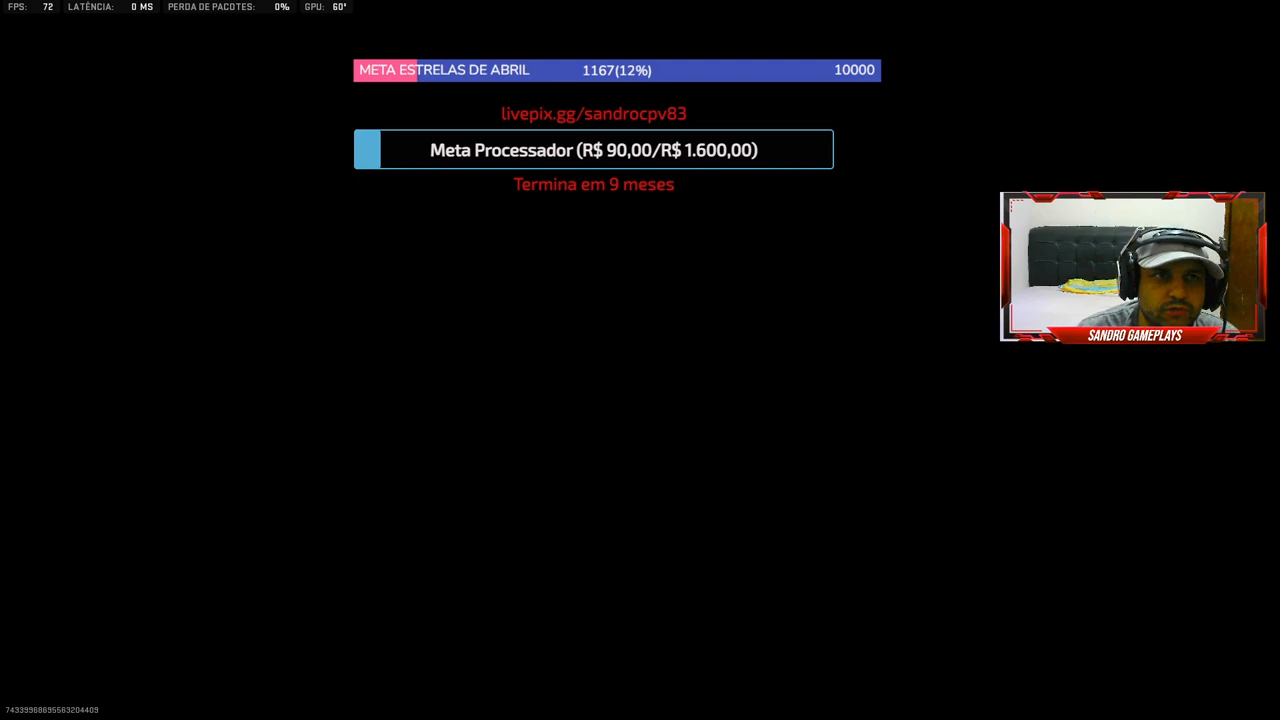 FPS: 72 LATÊNCIA: 0 MS PERDA DE PACOTES: 0% GPU: 60°
META ESTRELAS DE ABRIL 1167(12%) 10000
livepix.gg/sandrocpv83
Meta Processador (R$ 90,00/R$ 1.600,00)
Termina em 9 meses
SANDRO GAMEPLAYS
74339968695563204409